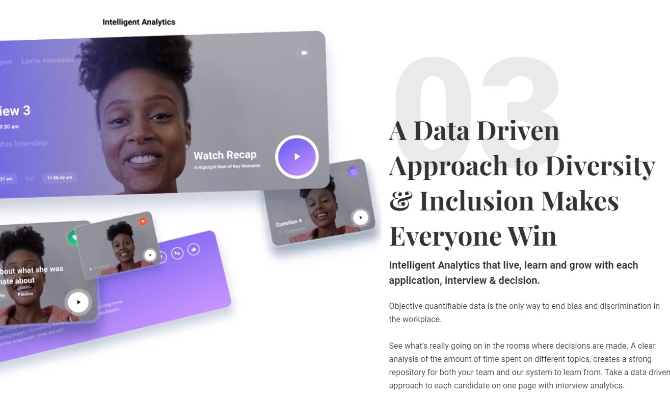 Intelligent Analytics
Leslie Alexander
iew 3
8:30 am
this interview
11:06:42 am
Watch Recap
A Highlight Reel of Key Moments
Question 4
bout what she was
nate about
03
A Data Driven
Approach to Diversity
& Inclusion Makes
Everyone Win
Intelligent Analytics that live, learn and grow with each
application, interview & decision.
Objective quantifiable data is the only way to end bias and discrimination in
the workplace.
See what's really going on in the rooms where decisions are made. A clear
analysis of the amount of time spent on different topics, creates a strong
repository for both your team and our system to learn from. Take a data driven
approach to each candidate on one page with interview analytics.